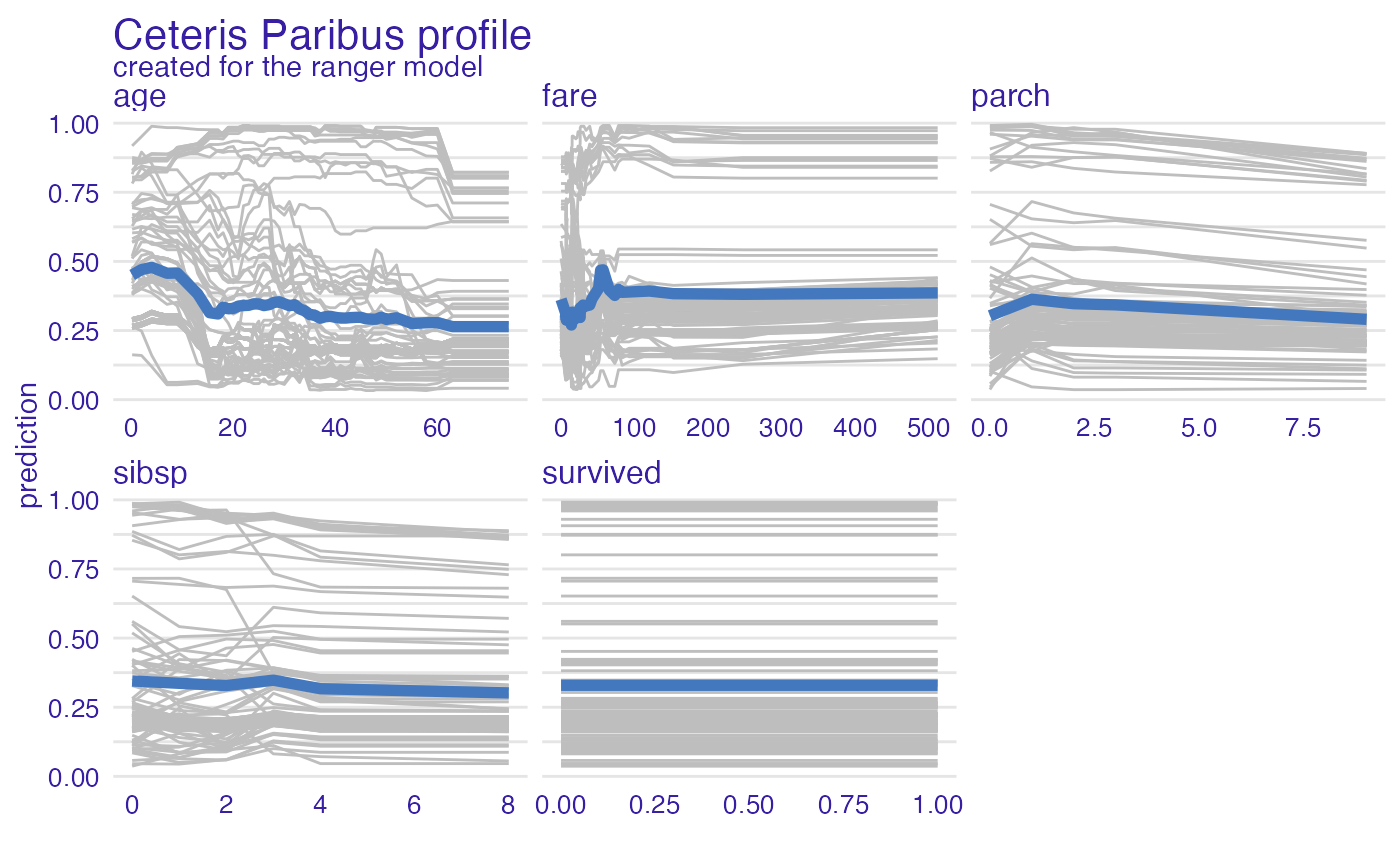 Ceteris Paribus profile
created for the ranger model
age
fare
parch
prediction
1.00
0.75
0.50
0.25
0.00
0 20 40 60
0 100 200 300 400 500
0.0 2.5 5.0 7.5
sibsp
survived
1.00
0.75
0.50
0.25
0.00
0 2 4 6 8
0.00 0.25 0.50 0.75 1.00